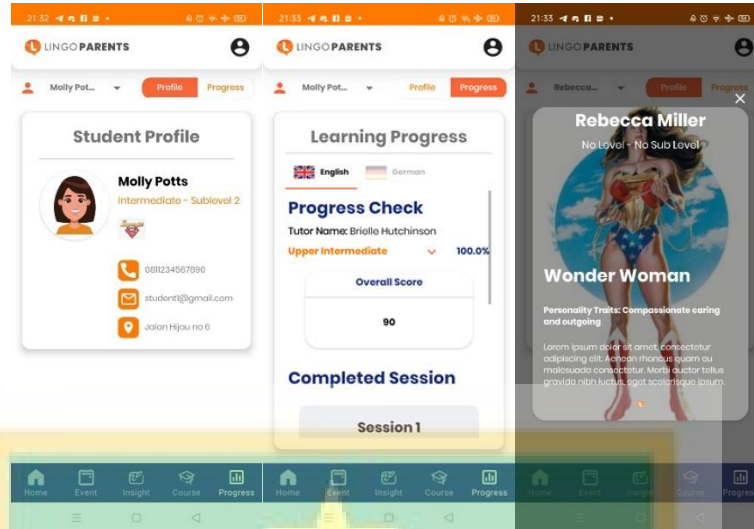 21:32
LINGOPARENTS
Molly Pot...
Profile
Progress
Student Profile
Molly Potts
Intermediate - Sublevel 2
0811234567890
student1@gmail.com
Jalan Hijau no 6
Home
Event
Insight
Course
Progress
21:33
LINGOPARENTS
Molly Pot...
Profile
Progress
Learning Progress
English
German
Progress Check
Tutor Name: Brielle Hutchinson
Upper Intermediate
100.0%
Overall Score
90
Completed Session
Session 1
Home
Event
Insight
Course
Progress
21:33
LINGOPARENTS
Rebecca...
Profile
Progress
Rebecca Miller
No Level - No Sub Level
Wonder Woman
Personality Traits: Compassionate caring
and outgoing
Lorem ipsum dolor sit amet, consectetur
adipiscing elit. Aenean rhoncus quam eu
malesuada consectetur. Morbi auctor tellus
gravida nibh luctus, eget scelerisque ipsum.
Home
Event
Insight
Course
Progress